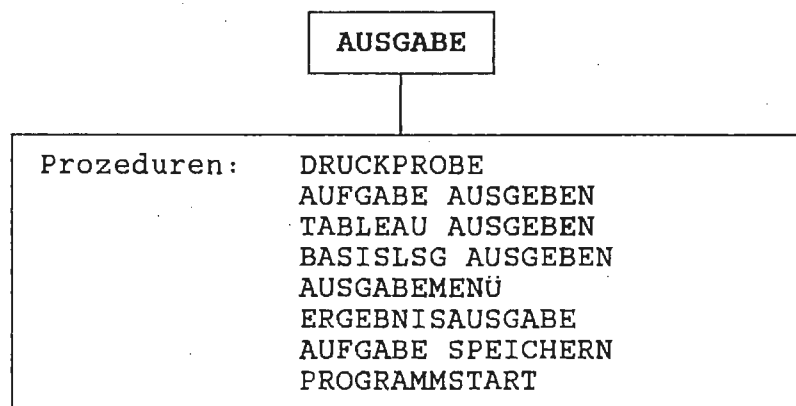 AUSGABE
Prozeduren: DRUCKPROBE
AUFGABE AUSGEBEN
TABLEAU AUSGEBEN
BASISLSG AUSGEBEN
AUSGABEMENÜ
ERGEBNISAUSGABE
AUFGABE SPEICHERN
PROGRAMMSTART